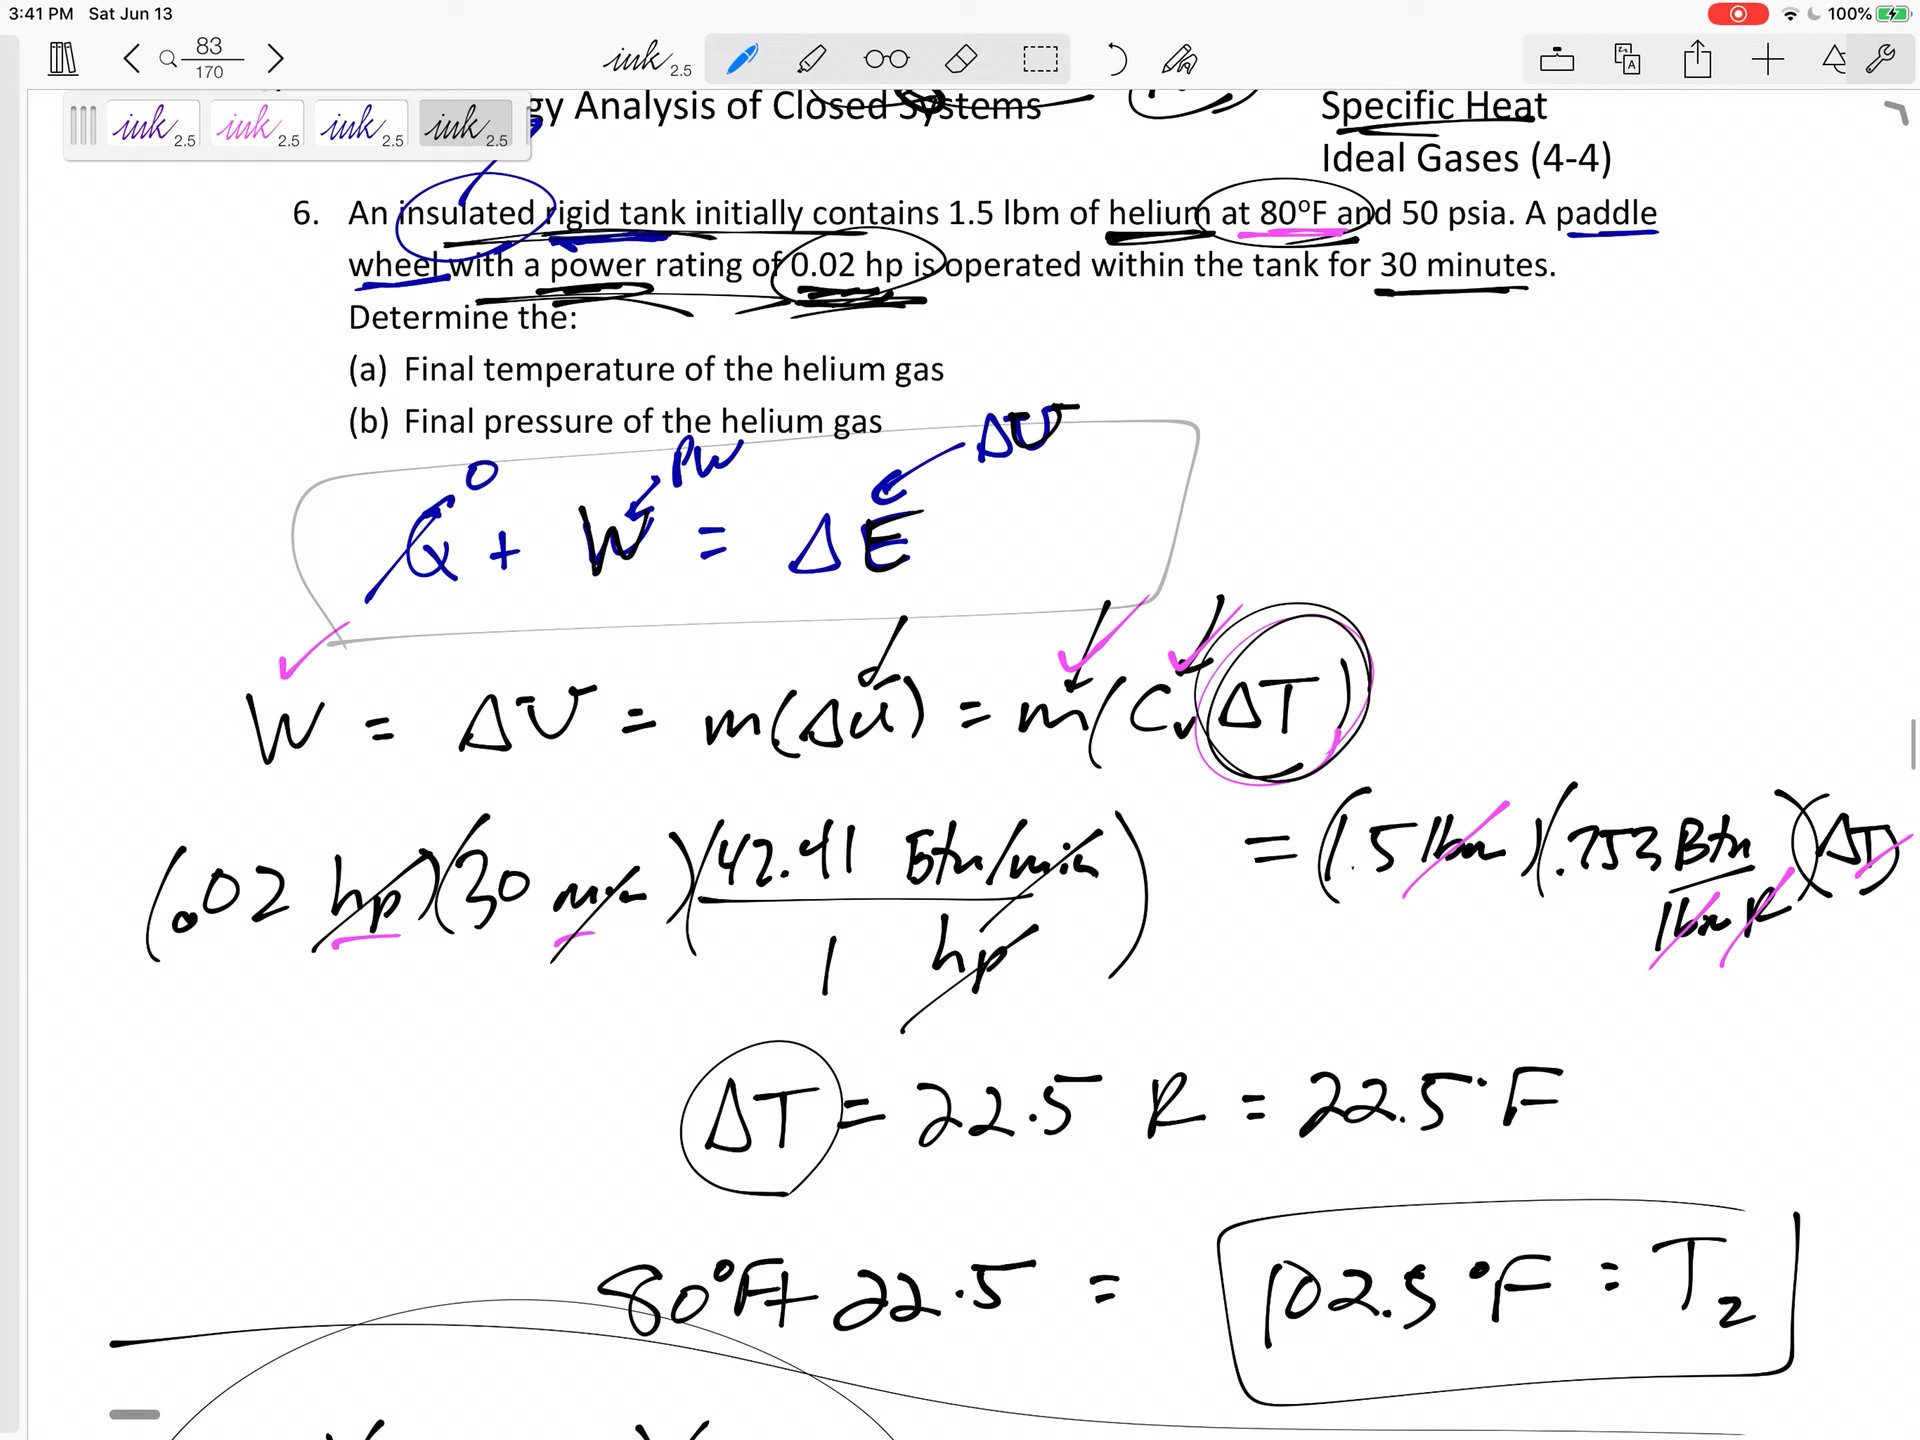 3:41 PM Sat Jun 13 100%
83
170
ink 2.5
ink 2.5 ink 2.5 ink 2.5 ink 2.5
gy Analysis of Closed Systems
Specific Heat
Ideal Gases (4-4)
6. An insulated rigid tank initially contains 1.5 lbm of helium at 80°F and 50 psia. A paddle
wheel with a power rating of 0.02 hp is operated within the tank for 30 minutes.
Determine the:
(a) Final temperature of the helium gas
(b) Final pressure of the helium gas
0 PW ΔU
Q + W = ΔE
W = ΔU = m(Δu) = m(Cv ΔT)
(.02 hp)(30 min)(42.41 Btu/min / 1 hp) = (1.5 lbm)(.753 Btu / lbm R)(ΔT)
ΔT = 22.5 R = 22.5°F
80°F + 22.5 = 102.5 °F = T2